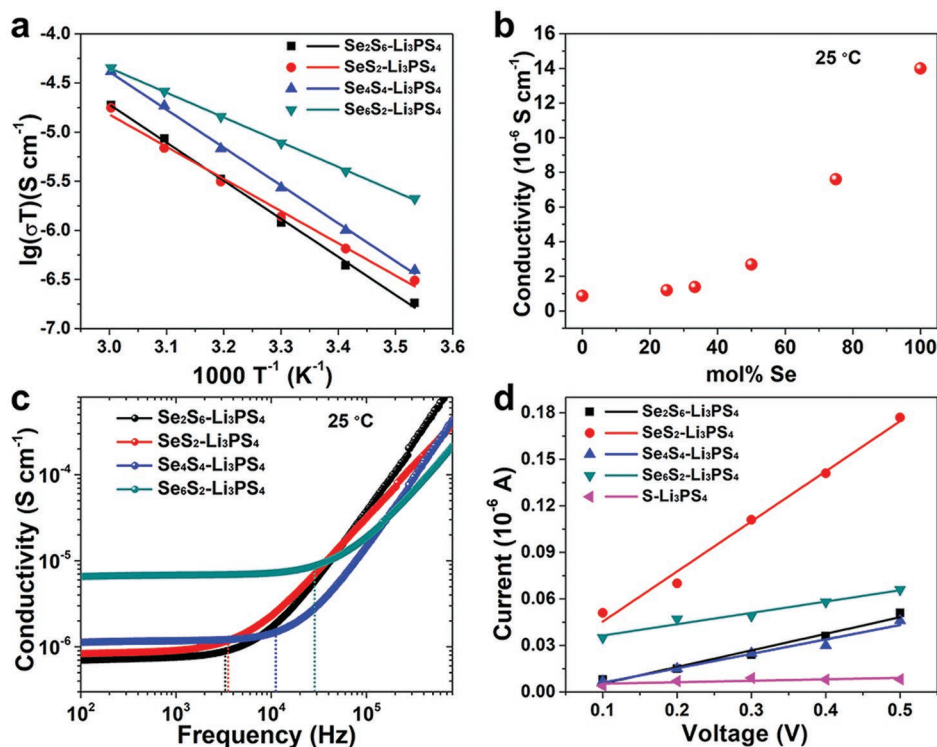 a
-4.0
-4.5
-5.0
-5.5
-6.0
-6.5
-7.0
lg(σT)(S cm⁻¹)
Se₂S₆-Li₃PS₄
SeS₂-Li₃PS₄
Se₄S₄-Li₃PS₄
Se₆S₂-Li₃PS₄
3.0 3.1 3.2 3.3 3.4 3.5 3.6
1000 T⁻¹ (K⁻¹)
b
25 °C
16
14
12
10
8
6
4
2
0
Conductivity (10⁻⁶ S cm⁻¹)
0 20 40 60 80 100
mol% Se
c
25 °C
Se₂S₆-Li₃PS₄
SeS₂-Li₃PS₄
Se₄S₄-Li₃PS₄
Se₆S₂-Li₃PS₄
10⁻⁴
10⁻⁵
10⁻⁶
Conductivity (S cm⁻¹)
10² 10³ 10⁴ 10⁵
Frequency (Hz)
d
0.18
0.15
0.12
0.09
0.06
0.03
0.00
Current (10⁻⁶ A)
Se₂S₆-Li₃PS₄
SeS₂-Li₃PS₄
Se₄S₄-Li₃PS₄
Se₆S₂-Li₃PS₄
S-Li₃PS₄
0.1 0.2 0.3 0.4 0.5
Voltage (V)